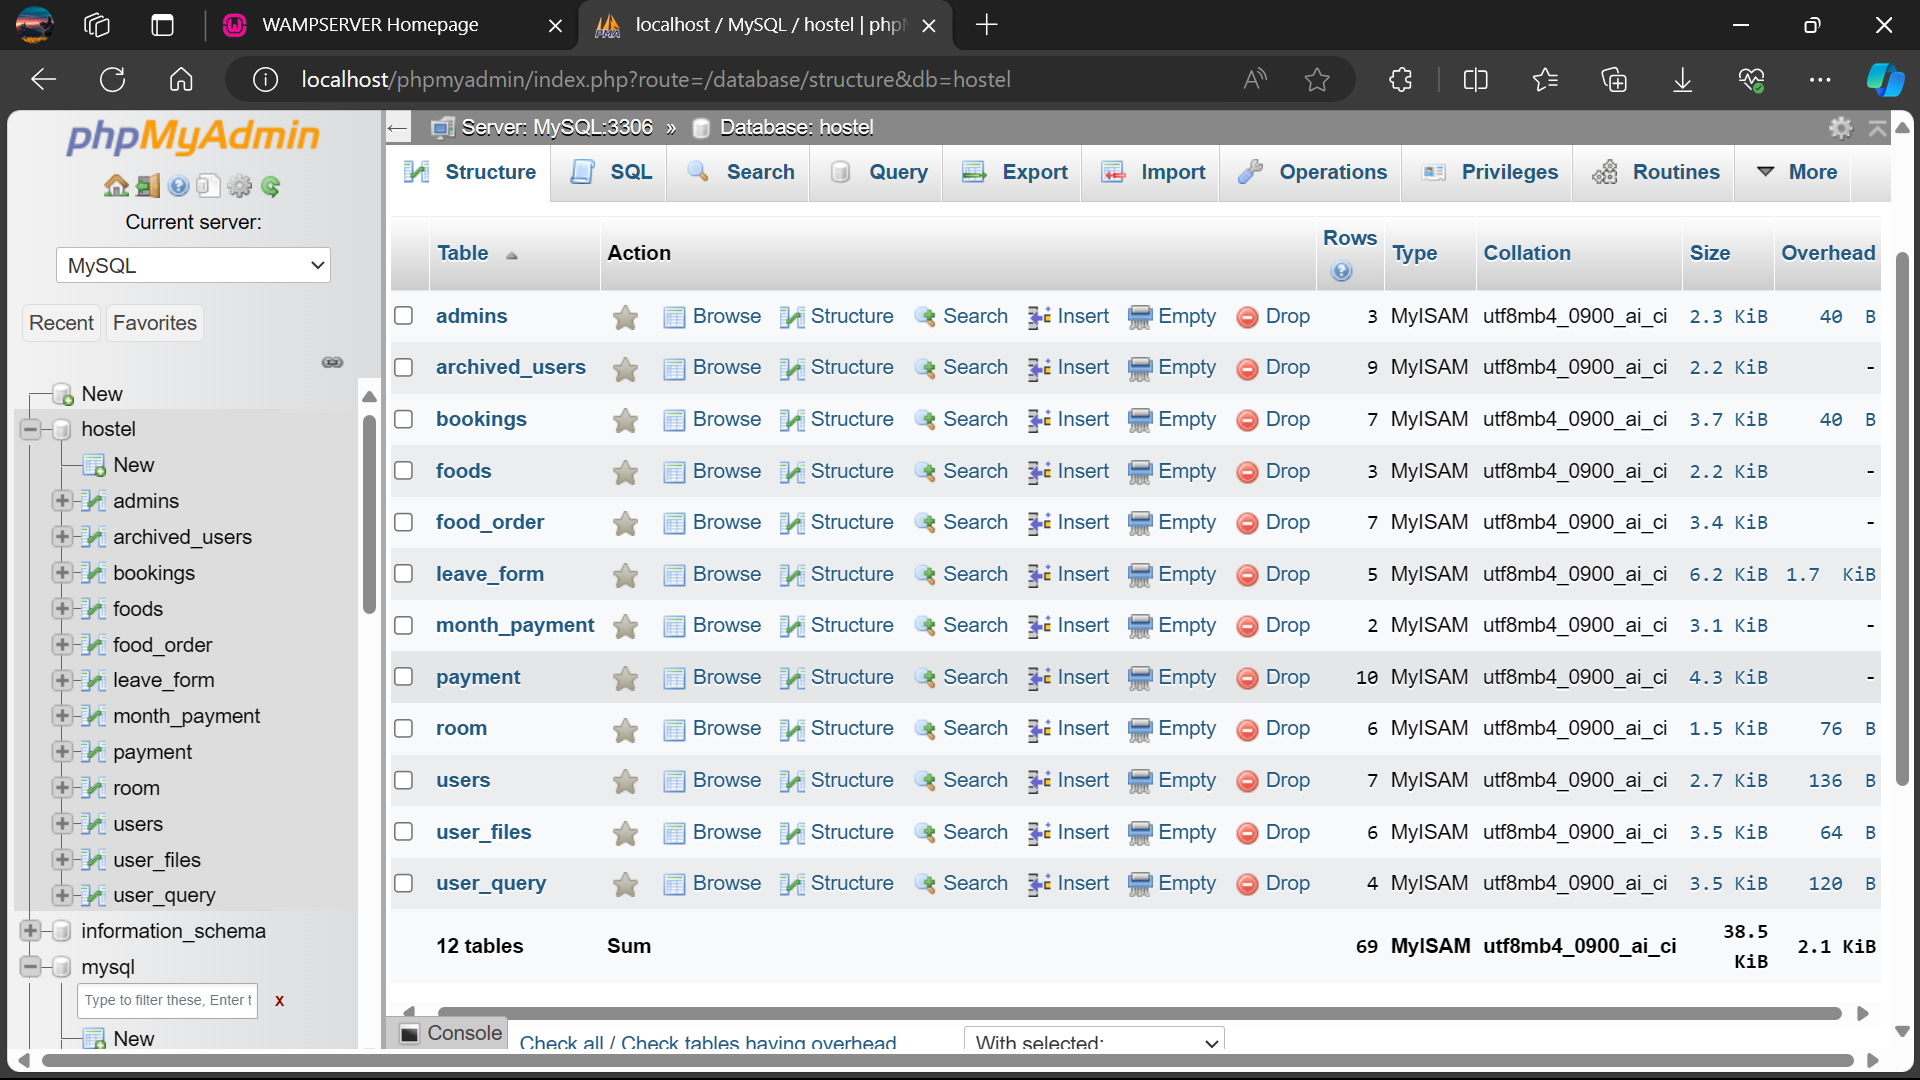 WAMPSERVER Homepage
localhost / MySQL / hostel | php
localhost/phpmyadmin/index.php?route=/database/structure&db=hostel
phpMyAdmin
Current server:
MySQL
Recent Favorites
New
hostel
New
admins
archived_users
bookings
foods
food_order
leave_form
month_payment
payment
room
users
user_files
user_query
information_schema
mysql
Type to filter these, Enter t X
New
Server: MySQL:3306 » Database: hostel
Structure SQL Search Query Export Import Operations Privileges Routines More
Table Action Rows Type Collation Size Overhead
admins Browse Structure Search Insert Empty Drop 3 MyISAM utf8mb4_0900_ai_ci 2.3 KiB 40 B
archived_users Browse Structure Search Insert Empty Drop 9 MyISAM utf8mb4_0900_ai_ci 2.2 KiB -
bookings Browse Structure Search Insert Empty Drop 7 MyISAM utf8mb4_0900_ai_ci 3.7 KiB 40 B
foods Browse Structure Search Insert Empty Drop 3 MyISAM utf8mb4_0900_ai_ci 2.2 KiB -
food_order Browse Structure Search Insert Empty Drop 7 MyISAM utf8mb4_0900_ai_ci 3.4 KiB -
leave_form Browse Structure Search Insert Empty Drop 5 MyISAM utf8mb4_0900_ai_ci 6.2 KiB 1.7 KiB
month_payment Browse Structure Search Insert Empty Drop 2 MyISAM utf8mb4_0900_ai_ci 3.1 KiB -
payment Browse Structure Search Insert Empty Drop 10 MyISAM utf8mb4_0900_ai_ci 4.3 KiB -
room Browse Structure Search Insert Empty Drop 6 MyISAM utf8mb4_0900_ai_ci 1.5 KiB 76 B
users Browse Structure Search Insert Empty Drop 7 MyISAM utf8mb4_0900_ai_ci 2.7 KiB 136 B
user_files Browse Structure Search Insert Empty Drop 6 MyISAM utf8mb4_0900_ai_ci 3.5 KiB 64 B
user_query Browse Structure Search Insert Empty Drop 4 MyISAM utf8mb4_0900_ai_ci 3.5 KiB 120 B
12 tables Sum 69 MyISAM utf8mb4_0900_ai_ci 38.5 KiB 2.1 KiB
Console
Check all / Check tables having overhead With selected: